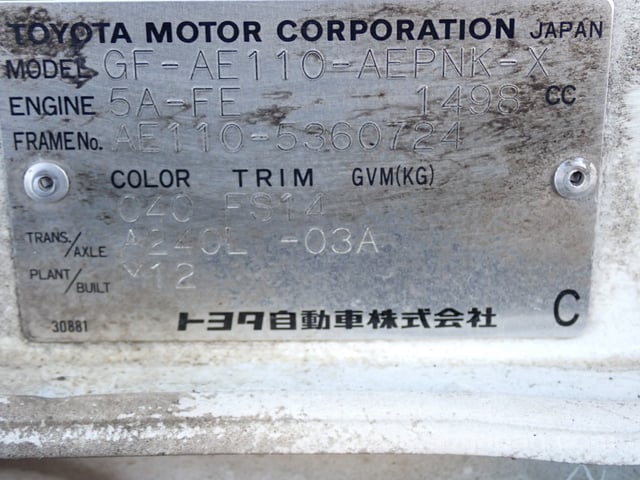 TOYOTA MOTOR CORPORATION JAPAN
MODEL GF-AE110-AEPNK-X
ENGINE 5A-FE 1498 CC
FRAME No. AE110-5360724
COLOR TRIM GVM(KG)
040 FS14
TRANS./AXLE A240L -03A
PLANT/BUILT Y12
30881 トヨタ自動車株式会社 C